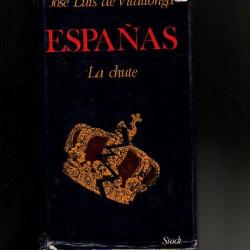 José Luis de Vilallonga
ESPAÑAS
La chute
Stock